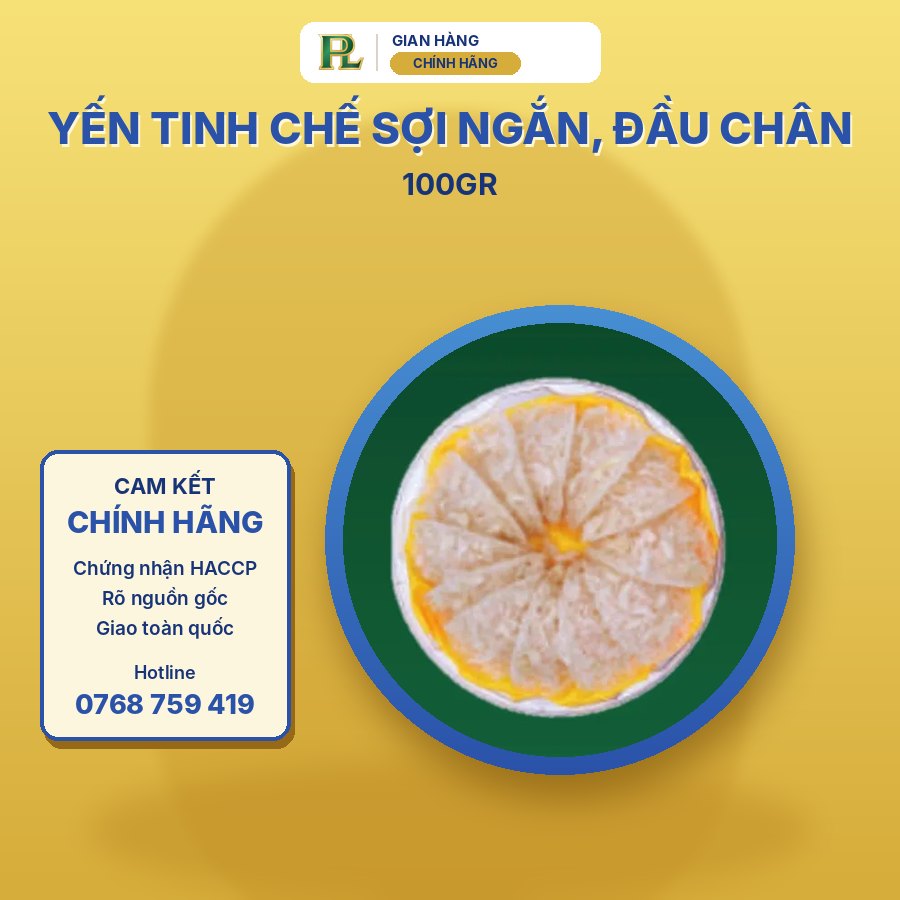 PL
GIAN HÀNG
CHÍNH HÃNG
YẾN TINH CHẾ SỢI NGẮN, ĐẦU CHÂN
100GR
CAM KẾT
CHÍNH HÃNG
Chứng nhận HACCP
Rõ nguồn gốc
Giao toàn quốc
Hotline
0768 759 419